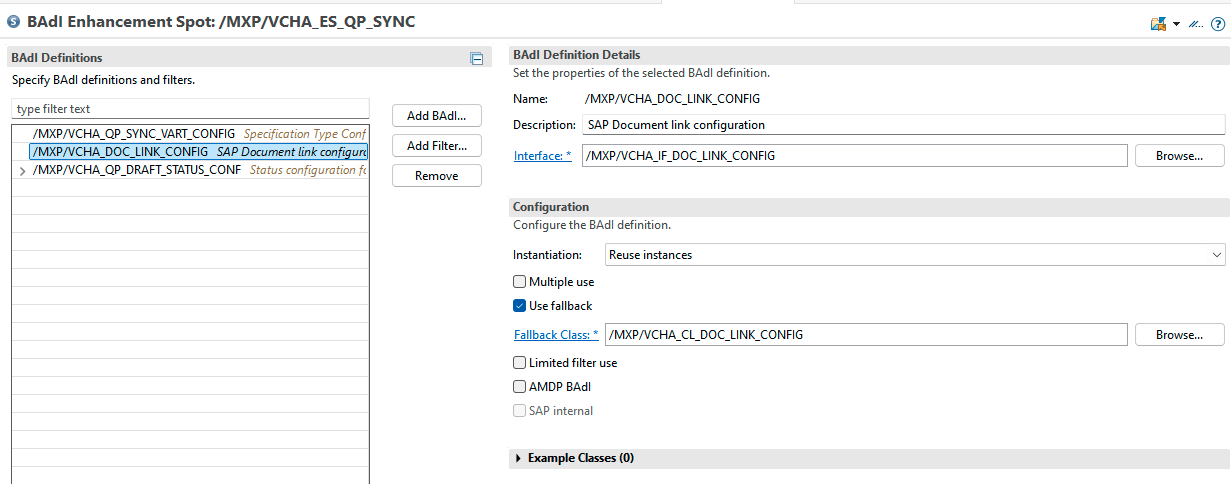 BAdI Enhancement Spot: /MXP/VCHA_ES_QP_SYNC
BAdI Definitions
Specify BAdI definitions and filters.
type filter text
/MXP/VCHA_QP_SYNC_VART_CONFIG Specification Type Conf
/MXP/VCHA_DOC_LINK_CONFIG SAP Document link configura
/MXP/VCHA_QP_DRAFT_STATUS_CONF Status configuration fo
Add BAdI...
Add Filter...
Remove
BAdI Definition Details
Set the properties of the selected BAdI definition.
Name: /MXP/VCHA_DOC_LINK_CONFIG
Description: SAP Document link configuration
Interface: * /MXP/VCHA_IF_DOC_LINK_CONFIG Browse...
Configuration
Configure the BAdI definition.
Instantiation: Reuse instances
Multiple use
Use fallback
Fallback Class: * /MXP/VCHA_CL_DOC_LINK_CONFIG Browse...
Limited filter use
AMDP BAdI
SAP internal
Example Classes (0)